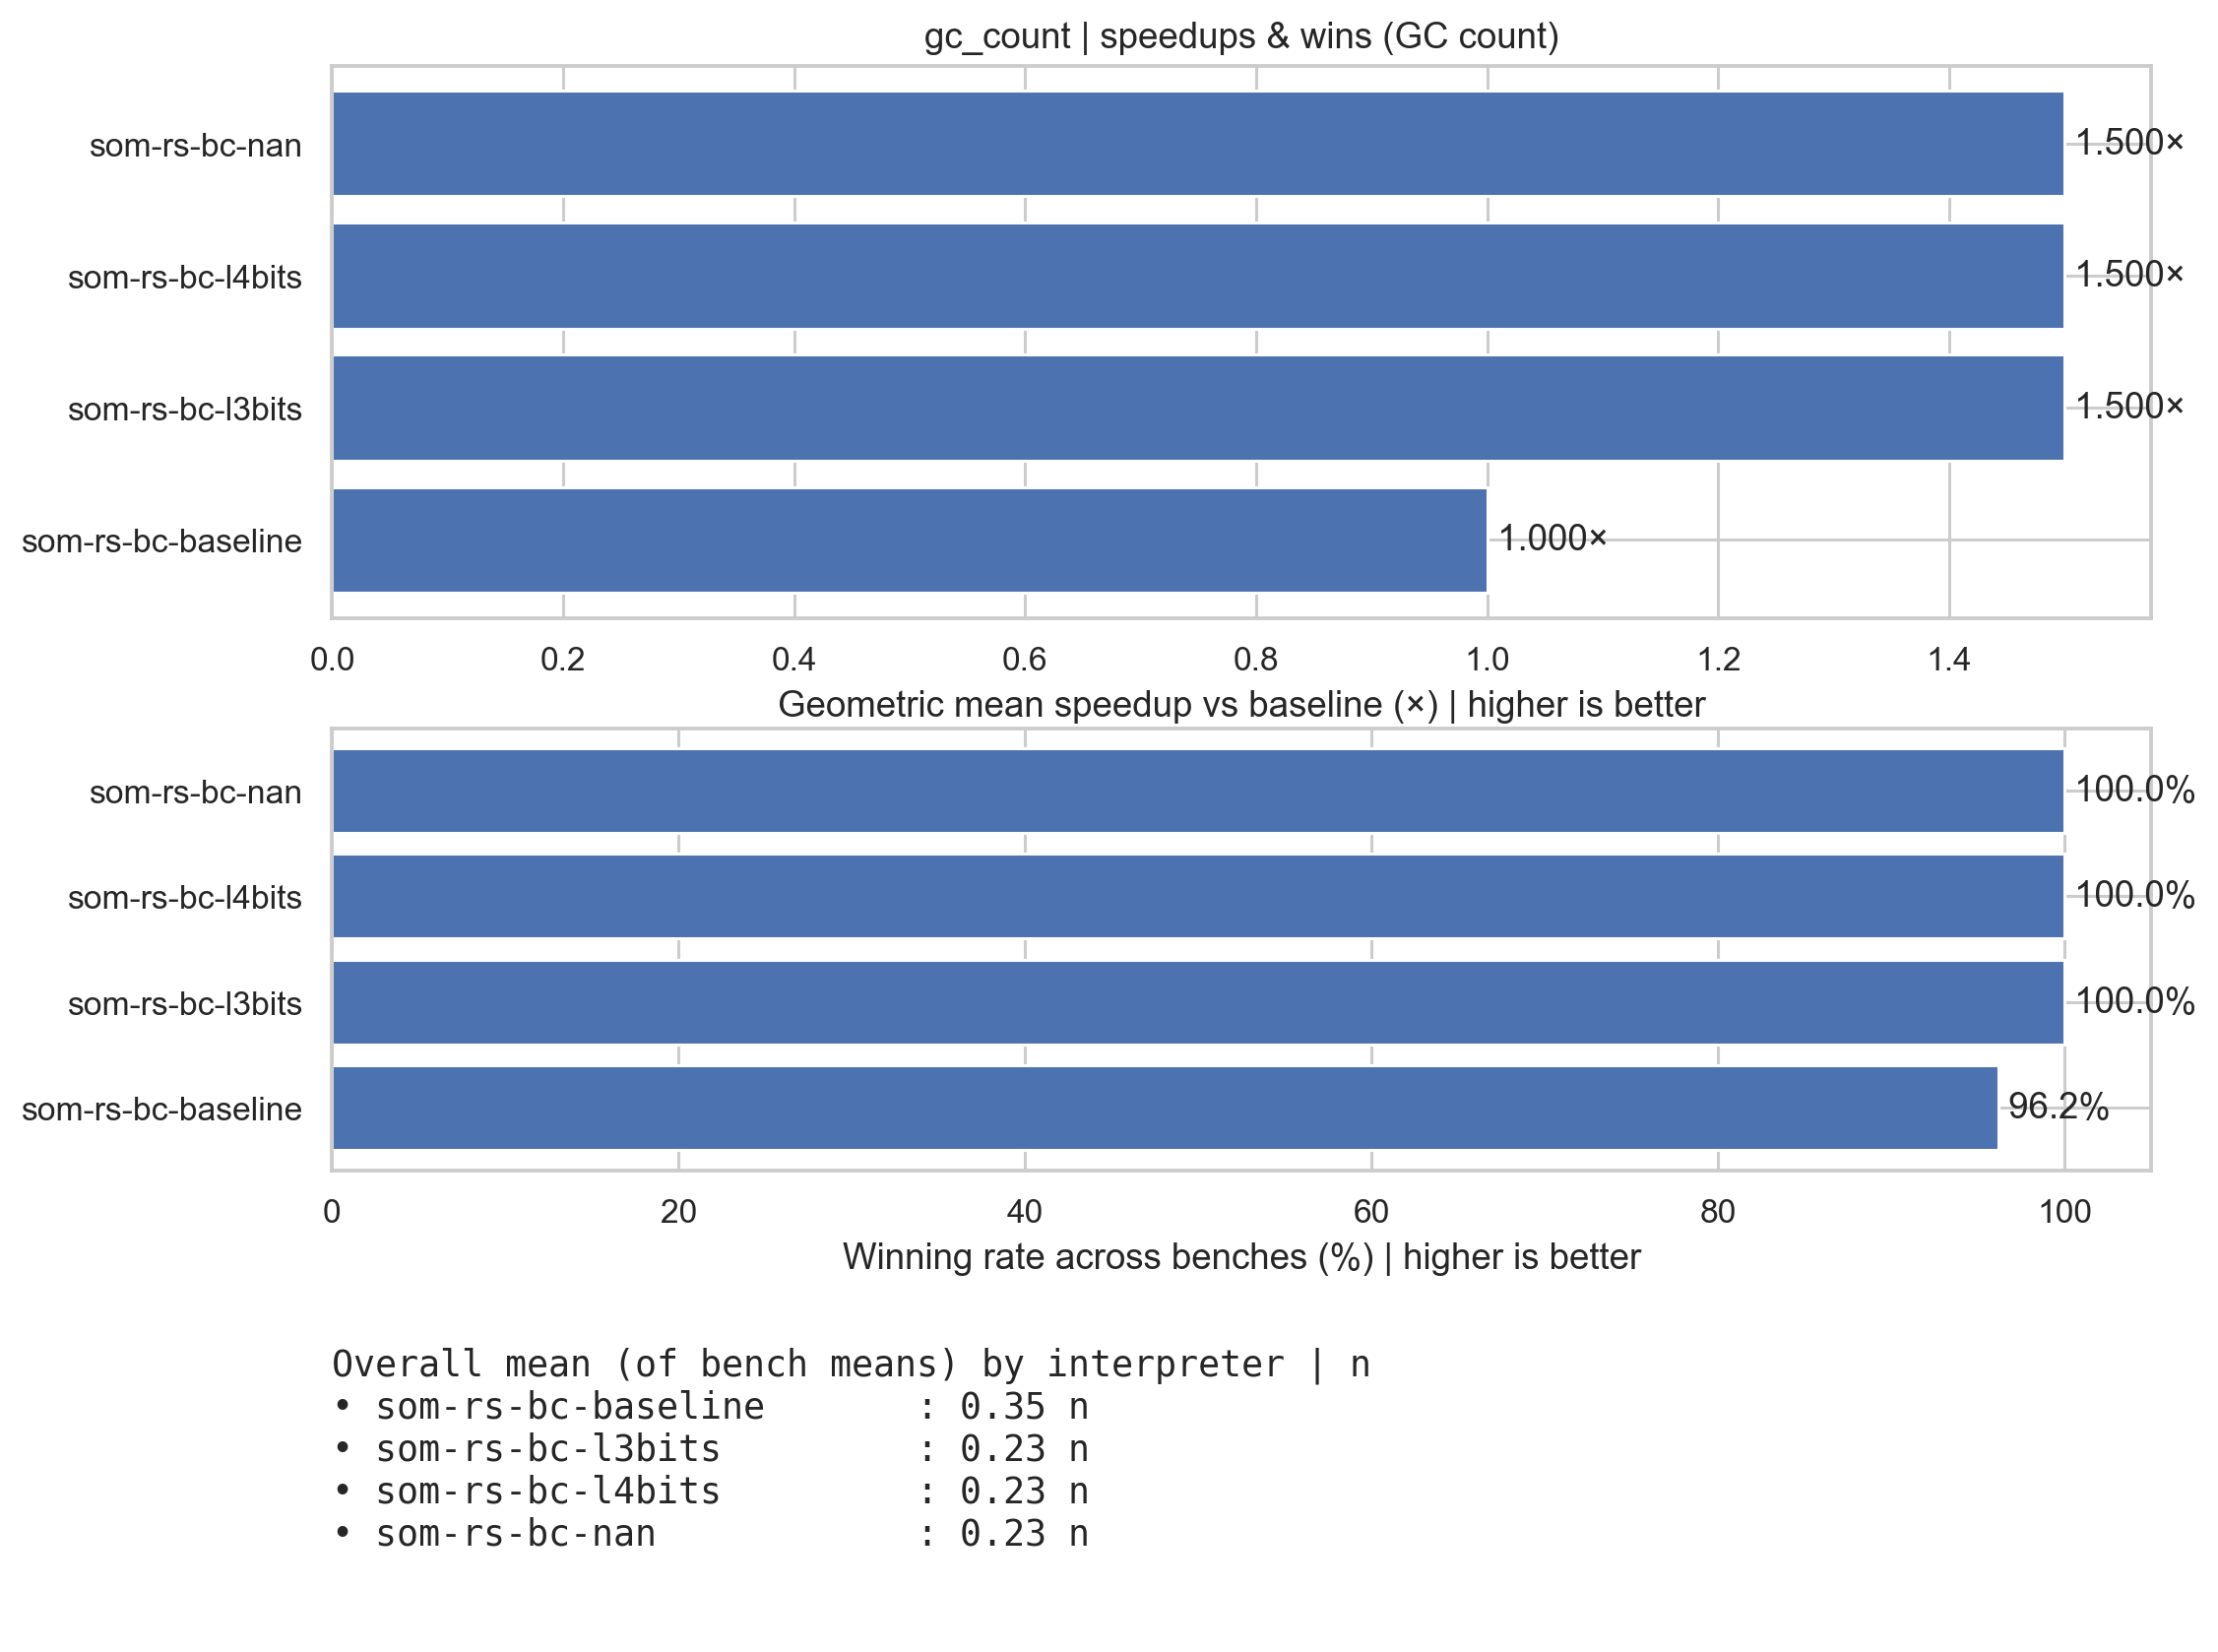 gc_count | speedups & wins (GC count)
som-rs-bc-nan
1.500×
som-rs-bc-l4bits
1.500×
som-rs-bc-l3bits
1.500×
som-rs-bc-baseline
1.000×
0.0 0.2 0.4 0.6 0.8 1.0 1.2 1.4
Geometric mean speedup vs baseline (×) | higher is better
som-rs-bc-nan
100.0%
som-rs-bc-l4bits
100.0%
som-rs-bc-l3bits
100.0%
som-rs-bc-baseline
96.2%
0 20 40 60 80 100
Winning rate across benches (%) | higher is better
Overall mean (of bench means) by interpreter | n
• som-rs-bc-baseline : 0.35 n
• som-rs-bc-l3bits : 0.23 n
• som-rs-bc-l4bits : 0.23 n
• som-rs-bc-nan : 0.23 n